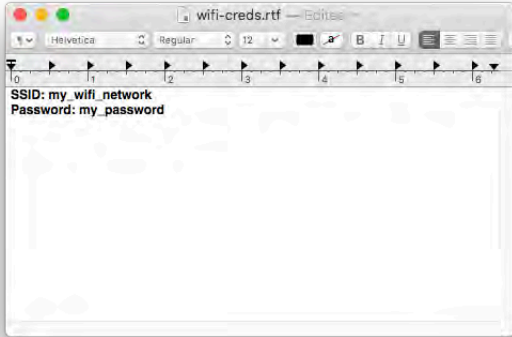 wifi-creds.rtf — Edited
Helvetica Regular 12 a B I U
0 1 2 3 4 5 6
SSID: my_wifi_network
Password: my_password